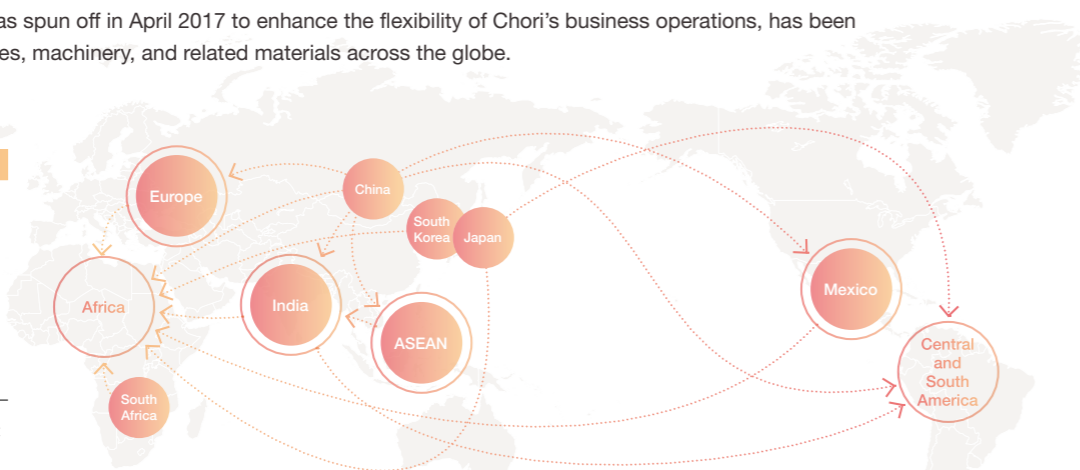 as spun off in April 2017 to enhance the flexibility of Chori’s business operations, has been
es, machinery, and related materials across the globe.
Europe
China
South
Korea
Japan
Africa
India
ASEAN
South
Africa
Mexico
Central
and
South
America